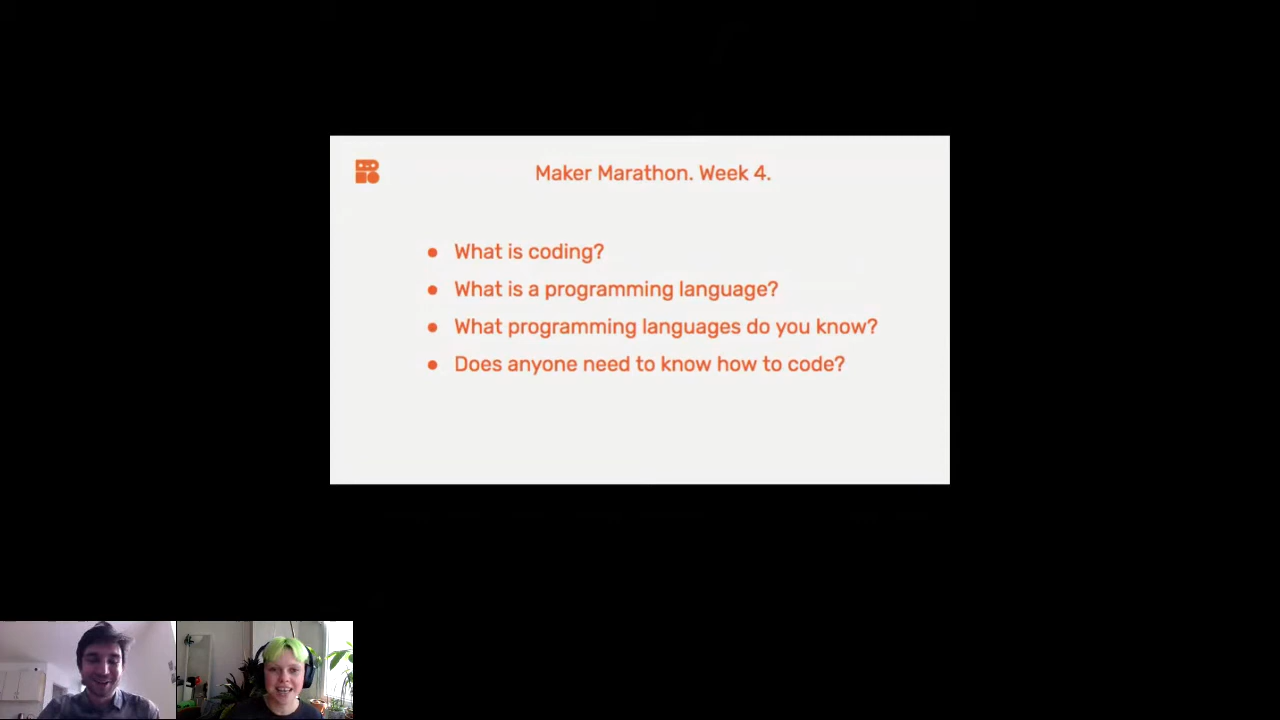 Maker Marathon. Week 4.
● What is coding?
● What is a programming language?
● What programming languages do you know?
● Does anyone need to know how to code?